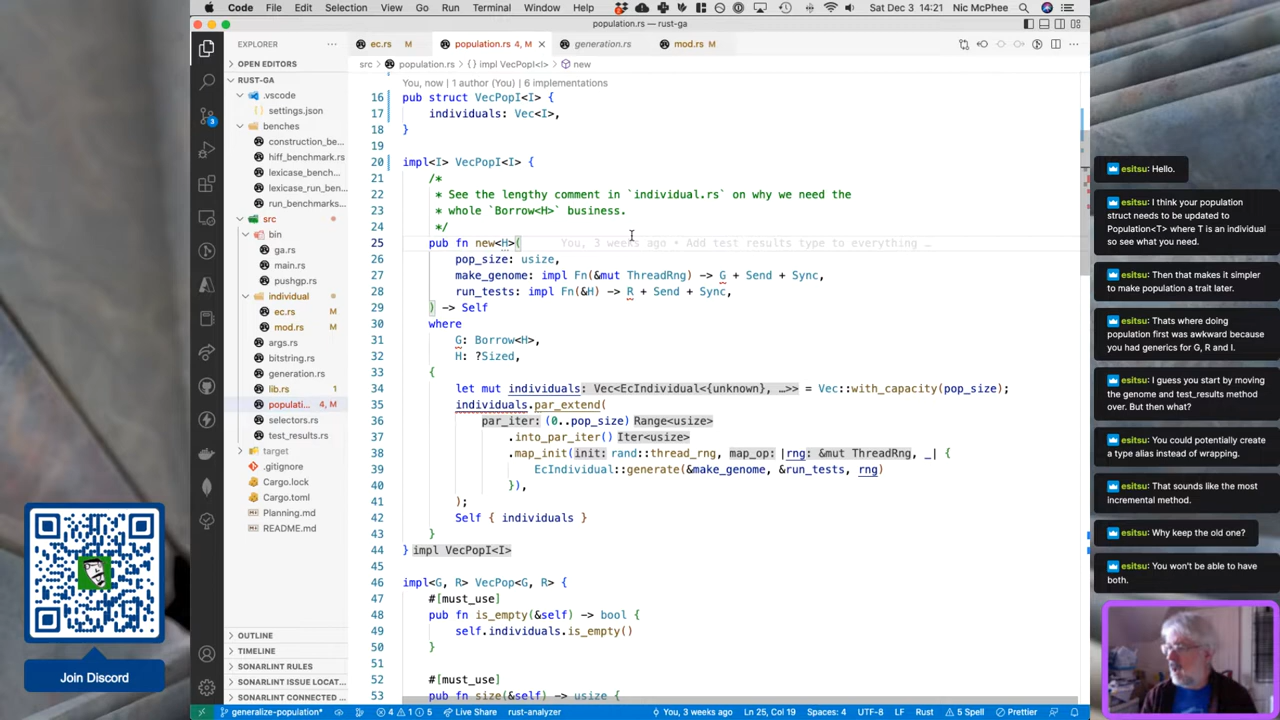 Code File Edit Selection View Go Run Terminal Window Help Sat Dec 3 14:21 Nic McPhee
population.rs — rust-ga
EXPLORER
OPEN EDITORS
RUST-GA
.vscode
settings.json
benches
construction_be...
hiff_benchmark.rs
lexicase_bench...
lexicase_run_ben...
run_benchmarks...
src
bin
ga.rs
main.rs
pushgp.rs
individual
ec.rs M
mod.rs M
args.rs
bitstring.rs
generation.rs
lib.rs 1
populati... 4, M
selectors.rs
test_results.rs
target
.gitignore
Cargo.lock
Cargo.toml
Planning.md
README.md
OUTLINE
TIMELINE
SONARLINT RULES
SONARLINT ISSUE LOCAT...
SONARLINT CONNECTED ...
ec.rs M population.rs 4, M generation.rs mod.rs M
src > population.rs > {} impl VecPopI<I> > new
You, now | 1 author (You) | 6 implementations
16 pub struct VecPopI<I> {
17 individuals: Vec<I>,
18 }
19
20 impl<I> VecPopI<I> {
21 /*
22 * See the lengthy comment in `individual.rs` on why we need the
23 * whole `Borrow<H>` business.
24 */
25 pub fn new<H>( You, 3 weeks ago • Add test results type to everything …
26 pop_size: usize,
27 make_genome: impl Fn(&mut ThreadRng) -> G + Send + Sync,
28 run_tests: impl Fn(&H) -> R + Send + Sync,
29 ) -> Self
30 where
31 G: Borrow<H>,
32 H: ?Sized,
33 {
34 let mut individuals: Vec<EcIndividual<{unknown}, …>> = Vec::with_capacity(pop_size);
35 individuals.par_extend(
36 par_iter: (0..pop_size) Range<usize>
37 .into_par_iter() Iter<usize>
38 .map_init(init: rand::thread_rng, map_op: |rng: &mut ThreadRng, _| {
39 EcIndividual::generate(&make_genome, &run_tests, rng)
40 }),
41 );
42 Self { individuals }
43 }
44 } impl VecPopI<I>
45
46 impl<G, R> VecPop<G, R> {
47 #[must_use]
48 pub fn is_empty(&self) -> bool {
49 self.individuals.is_empty()
50 }
51
52 #[must_use]
53 pub fn size(&self) -> usize {
generalize-population* 4 1 5 Live Share rust-analyzer You, 3 weeks ago Ln 25, Col 19 Spaces: 4 UTF-8 LF Rust 5 Spell Prettier
Join Discord
esitsu: Hello.
esitsu: I think your population
struct needs to be updated to
Population<T> where T is an individual
so see what you need.
esitsu: Then that makes it simpler
to make population a trait later.
esitsu: Thats where doing
population first was awkward because
you had generics for G, R and I.
esitsu: I guess you start by moving
the genome and test_results method
over. But then what?
esitsu: You could potentially create
a type alias instead of wrapping.
esitsu: That sounds like the most
incremental method.
esitsu: Why keep the old one?
esitsu: You won't be able to have
both.